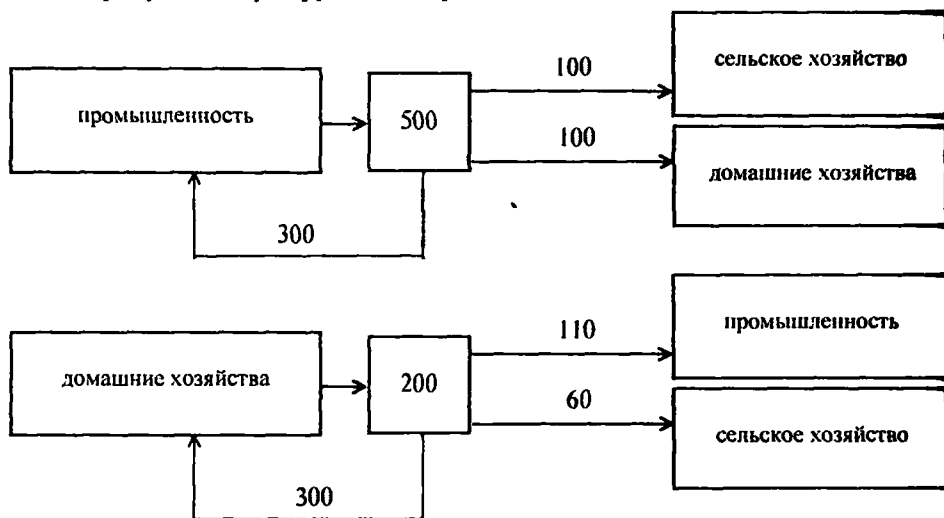 сельское хозяйство
100
промышленность
500
100
домашние хозяйства
300
промышленность
110
домашние хозяйства
200
60
сельское хозяйство
300